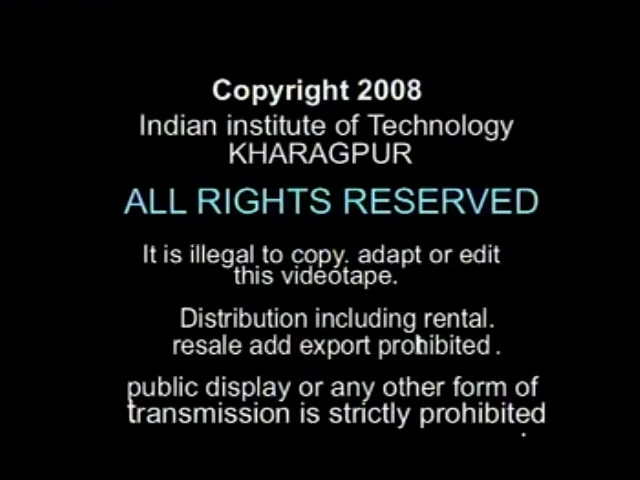 Copyright 2008
Indian institute of Technology
KHARAGPUR
ALL RIGHTS RESERVED
It is illegal to copy. adapt or edit
this videotape.
Distribution including rental.
resale add export prohibited .
public display or any other form of
transmission is strictly prohibited
.